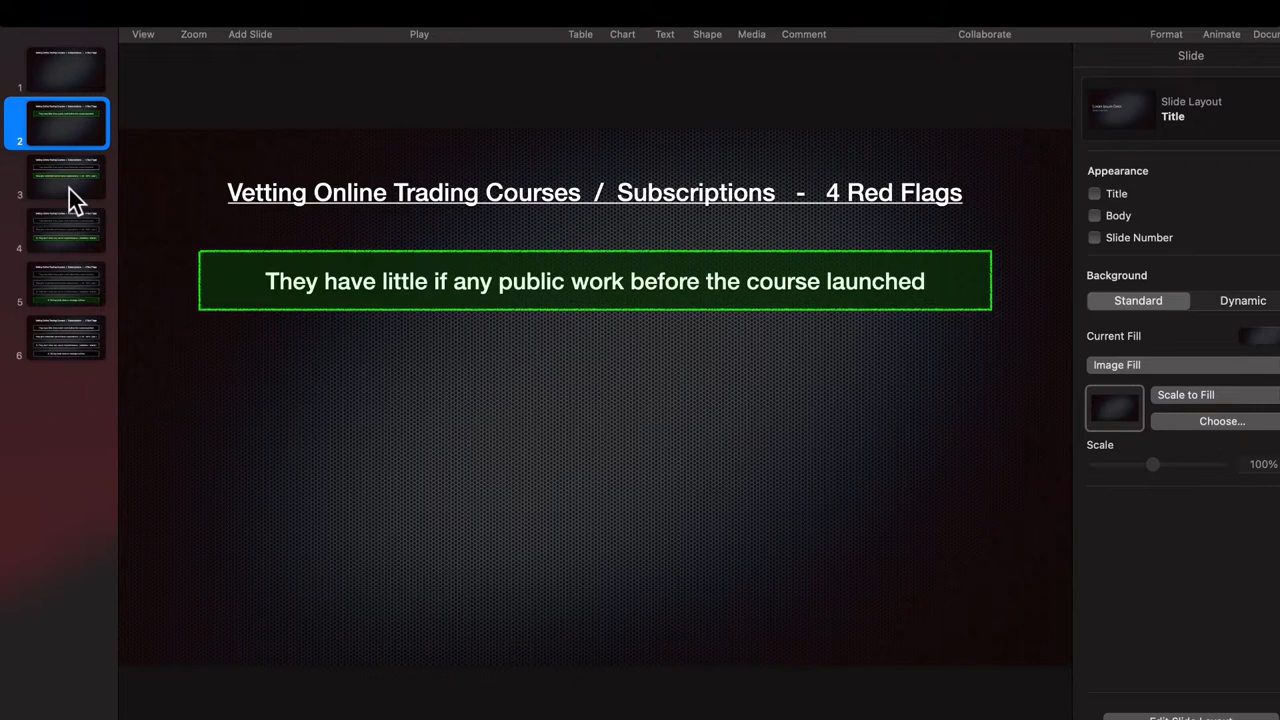 View Zoom Add Slide Play Table Chart Text Shape Media Comment Collaborate Format Animate Docu
Slide
Slide Layout
Title
Appearance
Title
Body
Slide Number
Background
Standard Dynamic
Current Fill
Image Fill
Scale to Fill
Choose...
Scale
100%
1
2
3
4
5
6
Vetting Online Trading Courses / Subscriptions - 4 Red Flags
They have little if any public work before the course launched